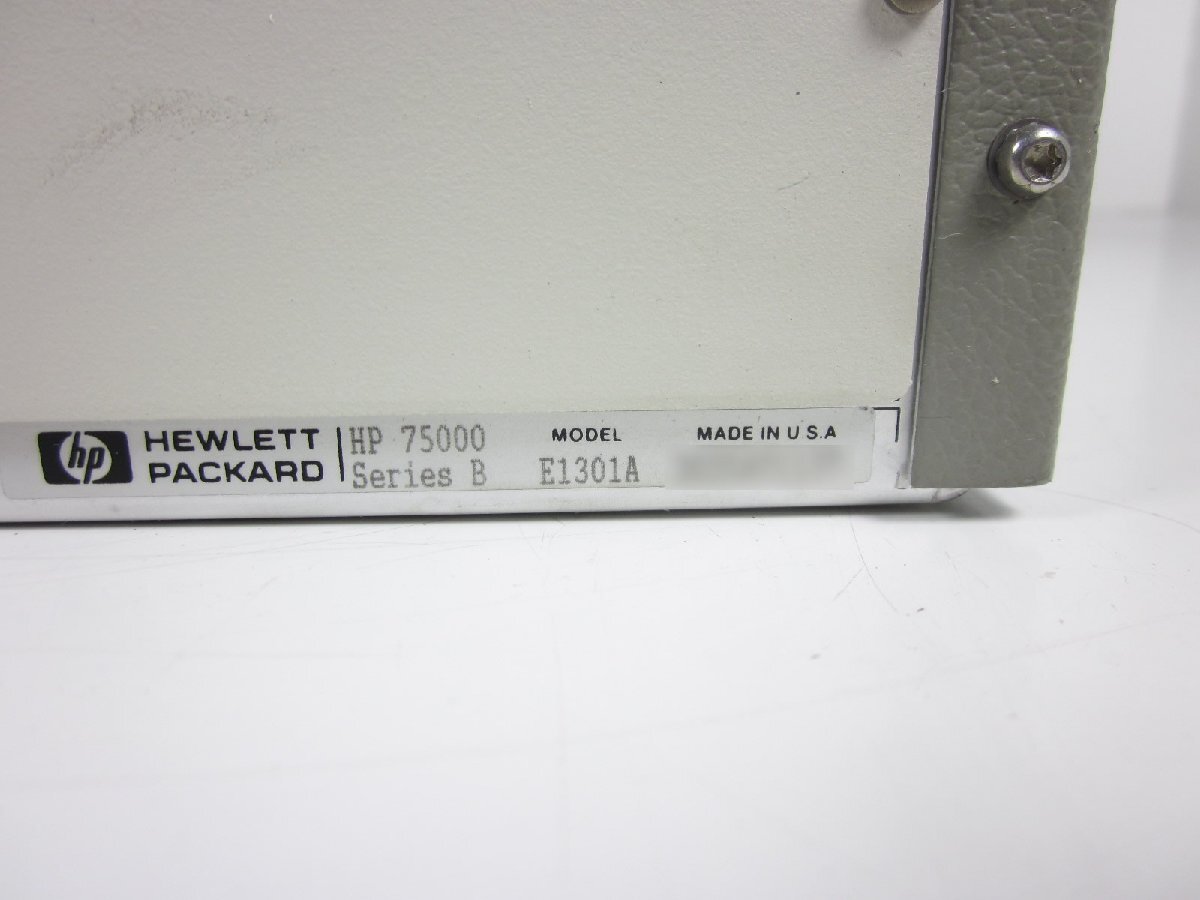 hp HEWLETT PACKARD
HP 75000 Series B
MODEL E1301A
MADE IN U S.A